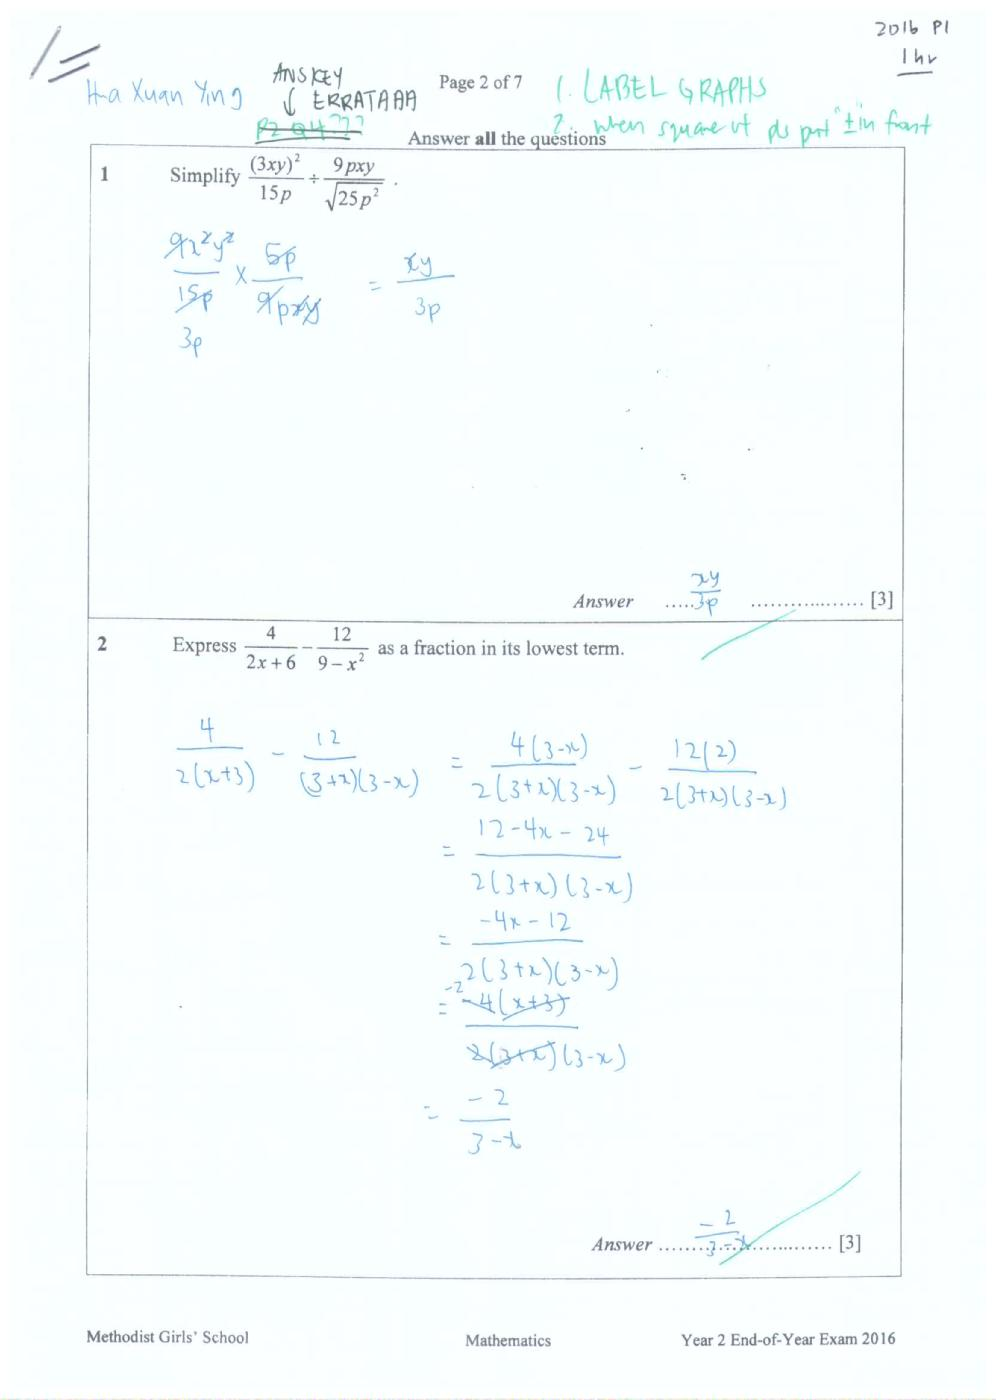 2016 P1
1 hr
Ha Xuan Ying
ANSKEY
↓ ERRATAAA
P2 Q4???
Page 2 of 7
1. LABEL GRAPHS
2. when square rt pls put "± in front
Answer all the questions
1 Simplify (3xy)²/15p ÷ 9pxy/√25p² .
9x²y²/15p × 5p/9pxy = xy/3p
3p
Answer ..... xy/3p .................... [3]
2 Express 4/(2x+6) − 12/(9−x²) as a fraction in its lowest term.
4/2(x+3) − 12/(3+x)(3−x) = 4(3−x)/2(3+x)(3−x) − 12(2)/2(3+x)(3−x)
= 12−4x−24/2(3+x)(3−x)
= −4x−12/2(3+x)(3−x)
-2
= −4(x+3)/2(3+x)(3−x)
= −2/3−x
Answer ........ −2/3−x ............... [3]
Methodist Girls' School Mathematics Year 2 End-of-Year Exam 2016